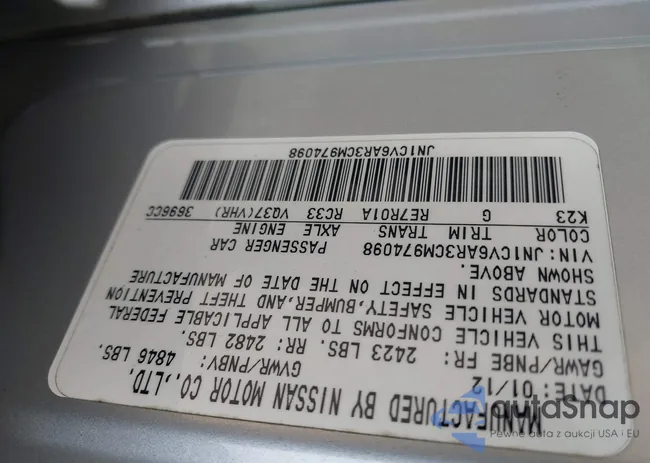 MANUFACTURED BY NISSAN MOTOR CO.,LTD.
DATE: 01/12 GVWR/PNBV: 4846 LBS.
GAWR/PNBE FR: 2423 LBS. RR: 2482 LBS.
THIS VEHICLE CONFORMS TO ALL APPLICABLE FEDERAL
MOTOR VEHICLE SAFETY,BUMPER,AND THEFT PREVENTION
STANDARDS IN EFFECT ON THE DATE OF MANUFACTURE
SHOWN ABOVE.
VIN: JN1CV6AR3CM974098 PASSENGER CAR
COLOR TRIM TRANS AXLE ENGINE
K23 G RE7R01A RC33 VQ37(VHR) 3696CC
JN1CV6AR3CM974098
autoSnap
Pewne auta z aukcji USA i EU